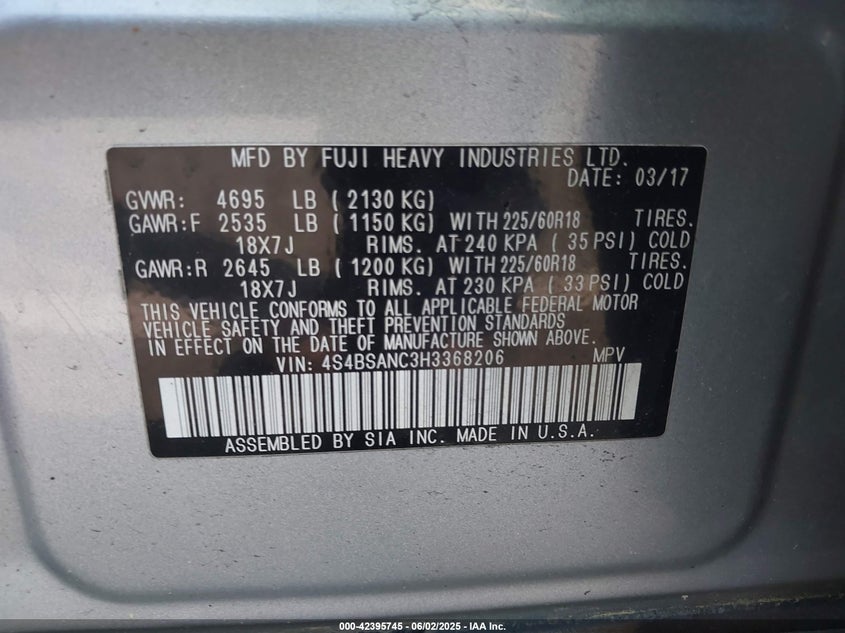 MFD BY FUJI HEAVY INDUSTRIES LTD.
DATE: 03/17
GVWR: 4695 LB ( 2130 KG)
GAWR:F 2535 LB ( 1150 KG) WITH 225/60R18 TIRES.
18X7J RIMS. AT 240 KPA ( 35 PSI) COLD
GAWR:R 2645 LB ( 1200 KG) WITH 225/60R18 TIRES.
18X7J RIMS. AT 230 KPA ( 33 PSI) COLD
THIS VEHICLE CONFORMS TO ALL APPLICABLE FEDERAL MOTOR
VEHICLE SAFETY AND THEFT PREVENTION STANDARDS
IN EFFECT ON THE DATE OF MANUFACTURE SHOWN ABOVE.
VIN: 4S4BSANC3H3368206 MPV
ASSEMBLED BY SIA INC. MADE IN U.S.A.
000-42395745 - 06/02/2025 - IAA Inc.